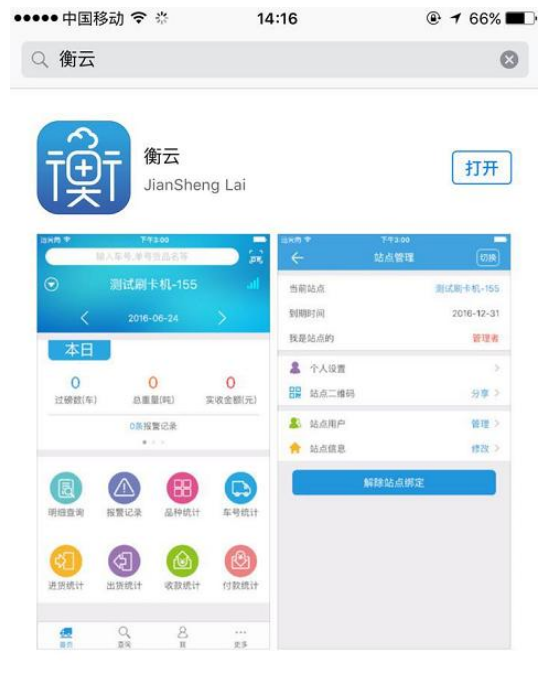 中国移动 14:16 66%
衡云
衡云
JianSheng Lai
打开
下午3:00
输入车号,单号货品名等
测试刷卡机-155
2016-06-24
本日
0 0 0
过磅数(车) 总重量(吨) 实收金额(元)
0条报警记录
明细查询 报警记录 品种统计 车号统计
进货统计 出货统计 收款统计 付款统计
首页 查询 我 更多
下午3:00
站点管理 切换
当前站点 测试刷卡机-155
到期时间 2016-12-31
我是站点的 管理者
个人设置
站点二维码 分享
站点用户 管理
站点信息 修改
解除站点绑定